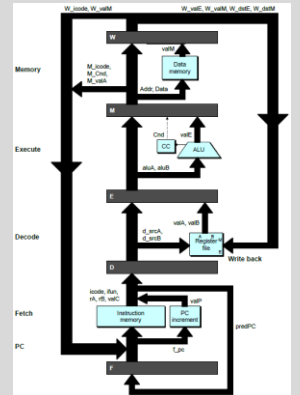 W_icode, W_valM
W_valE, W_valM, W_dstE, W_dstM
W
valM
Data
memory
Memory
M_icode,
M_Cnd,
M_valA
Addr, Data
M
Cnd
valE
CC
ALU
Execute
aluA, aluB
E
valA, valB
Decode
d_srcA,
d_srcB
A
B
M
E
Register
file
Write back
D
icode, ifun,
rA, rB, valC
valP
Fetch
Instruction
memory
PC
increment
predPC
PC
f_pc
F